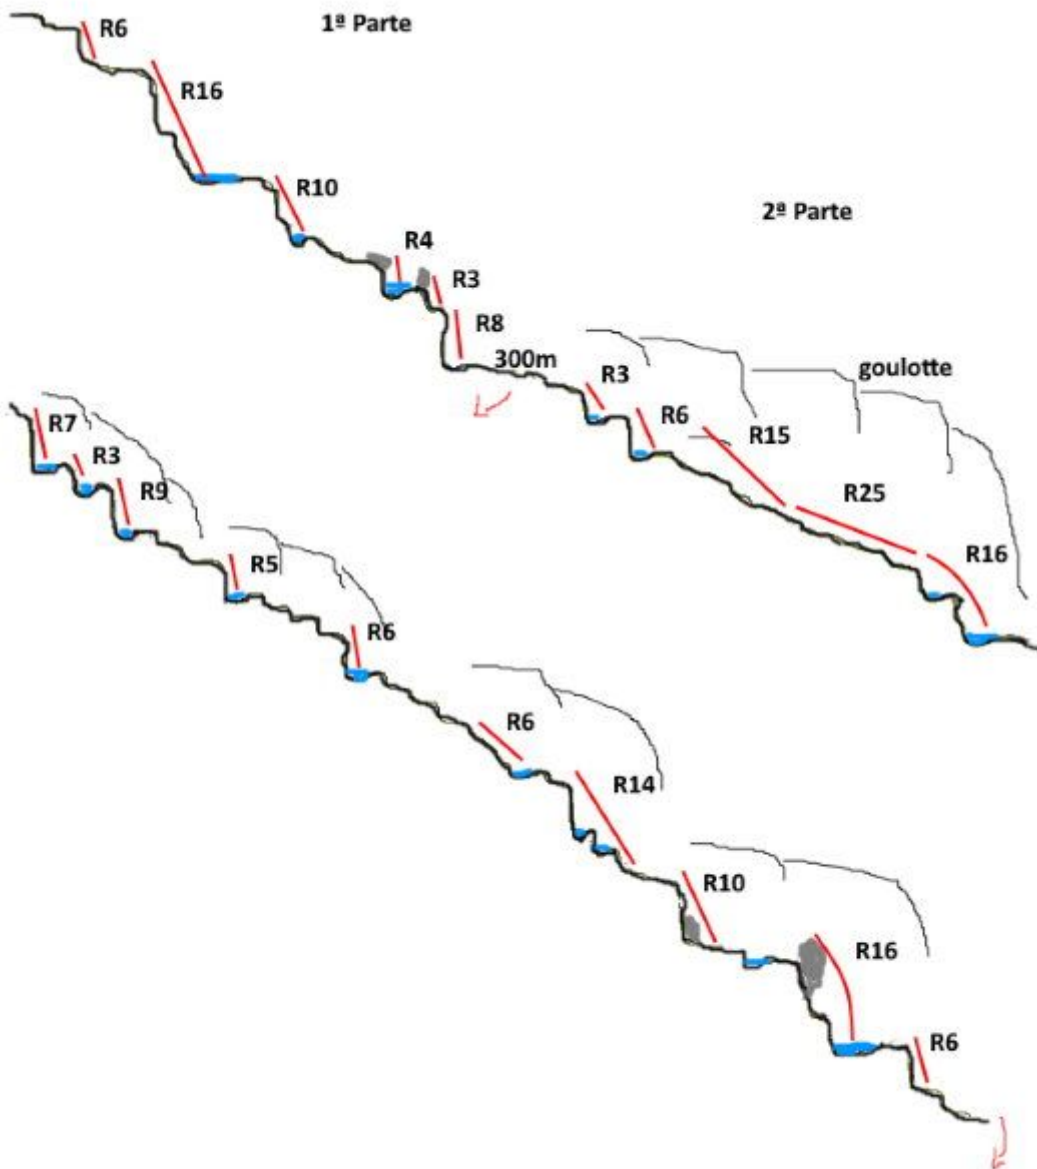 1ª Parte
R6
R16
R10
R4
R3
R8
300m
2ª Parte
goulotte
R3
R6
R15
R25
R16
R7
R3
R9
R5
R6
R6
R14
R10
R16
R6